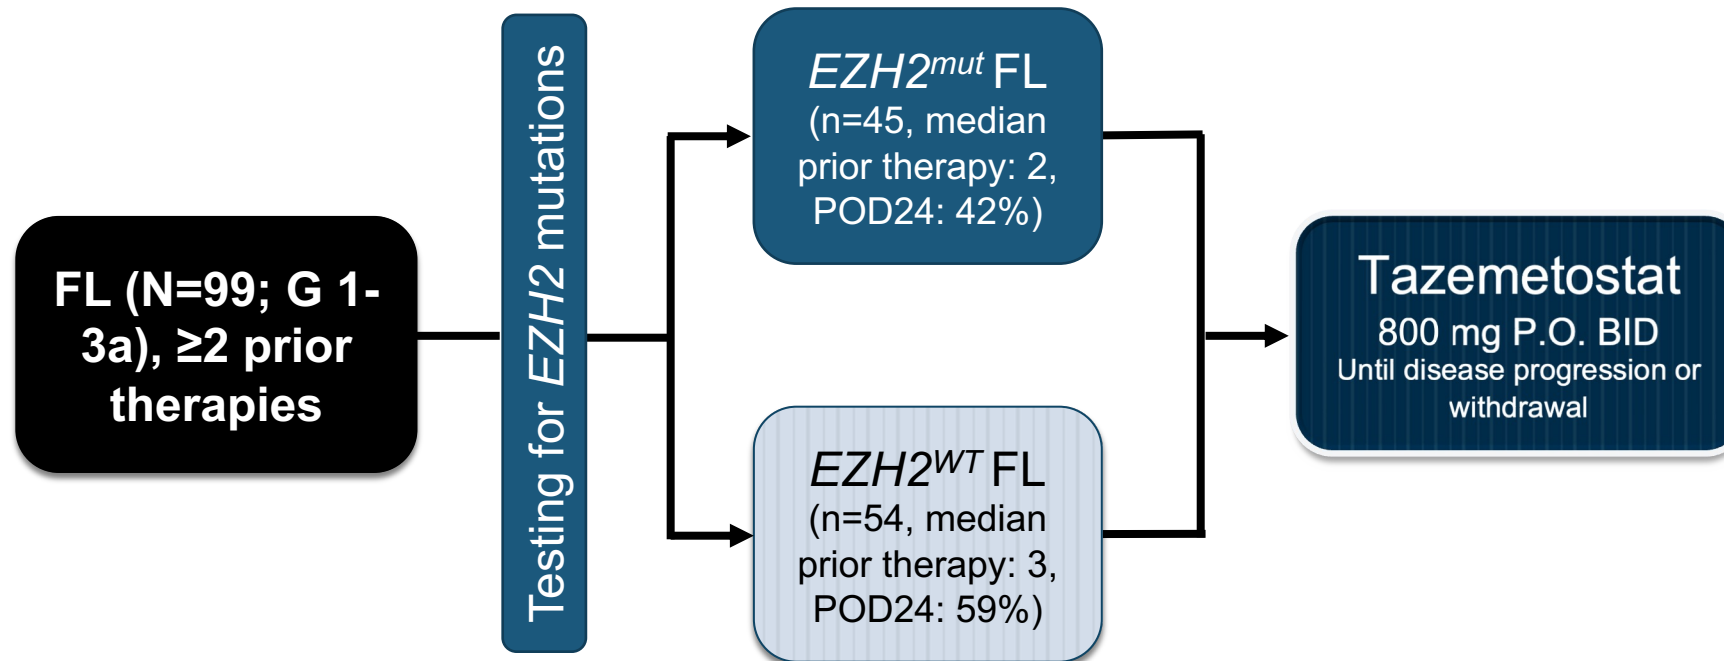 FL (N=99; G 1-
3a), ≥2 prior
therapies
Testing for EZH2 mutations
EZH2mut FL
(n=45, median
prior therapy: 2,
POD24: 42%)
EZH2WT FL
(n=54, median
prior therapy: 3,
POD24: 59%)
Tazemetostat
800 mg P.O. BID
Until disease progression or
withdrawal